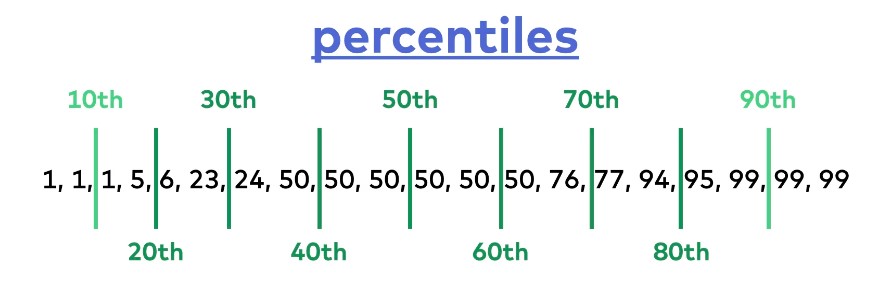 percentiles
10th 30th 50th 70th 90th
1, 1, 1, 5, 6, 23, 24, 50, 50, 50, 50, 50, 50, 76, 77, 94, 95, 99, 99, 99
20th 40th 60th 80th